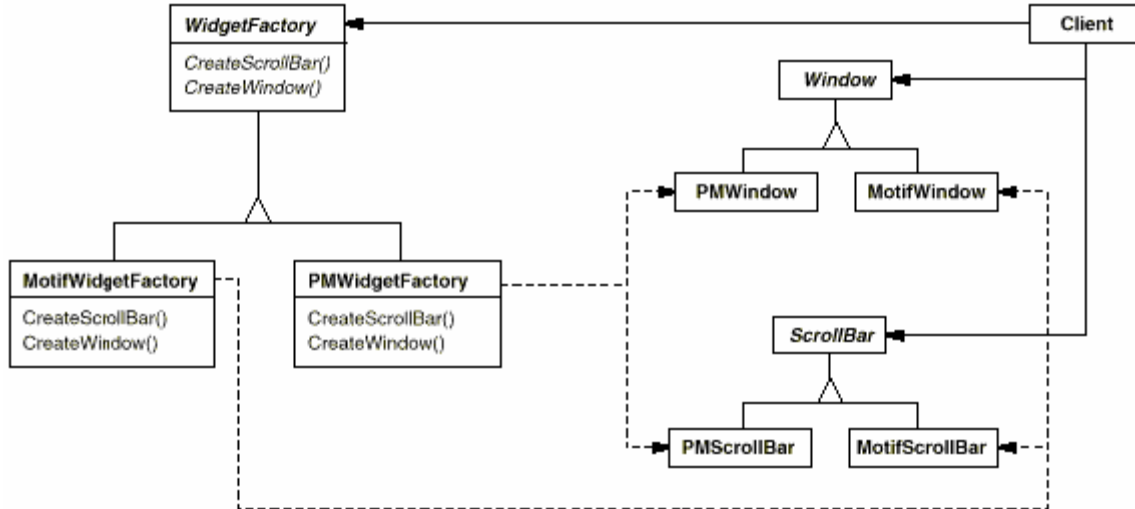 WidgetFactory
CreateScrollBar()
CreateWindow()
Client
Window
PMWindow
MotifWindow
MotifWidgetFactory
CreateScrollBar()
CreateWindow()
PMWidgetFactory
CreateScrollBar()
CreateWindow()
ScrollBar
PMScrollBar
MotifScrollBar